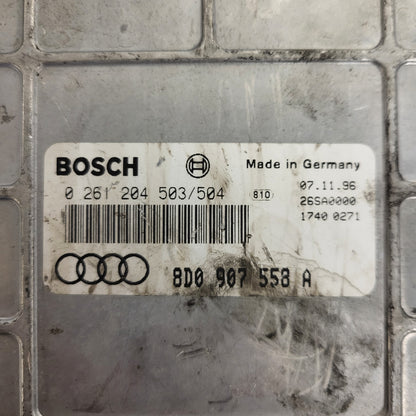 BOSCH Made in Germany
0 261 204 503/504 810 07.11.96
26SA0000
1740 0271
8D0 907 558 A